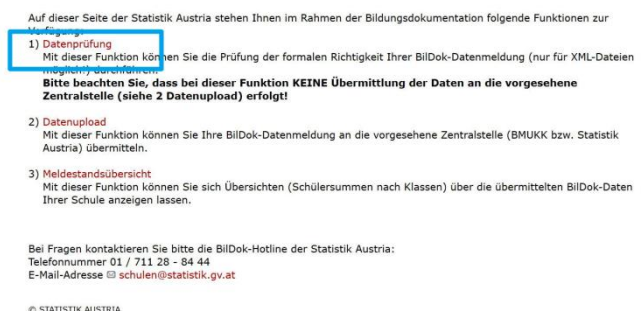 Auf dieser Seite der Statistik Austria stehen Ihnen im Rahmen der Bildungsdokumentation folgende Funktionen zur
Verfügung:
1) Datenprüfung
Mit dieser Funktion können Sie die Prüfung der formalen Richtigkeit Ihrer BilDok-Datenmeldung (nur für XML-Dateien
möglich!) durchführen.
Bitte beachten Sie, dass bei dieser Funktion KEINE Übermittlung der Daten an die vorgesehene
Zentralstelle (siehe 2 Datenupload) erfolgt!
2) Datenupload
Mit dieser Funktion können Sie Ihre BilDok-Datenmeldung an die vorgesehene Zentralstelle (BMUKK bzw. Statistik
Austria) übermitteln.
3) Meldestandsübersicht
Mit dieser Funktion können Sie sich Übersichten (Schülersummen nach Klassen) über die übermittelten BilDok-Daten
Ihrer Schule anzeigen lassen.
Bei Fragen kontaktieren Sie bitte die BilDok-Hotline der Statistik Austria:
Telefonnummer 01 / 711 28 - 84 44
E-Mail-Adresse schulen@statistik.gv.at
© STATISTIK AUSTRIA